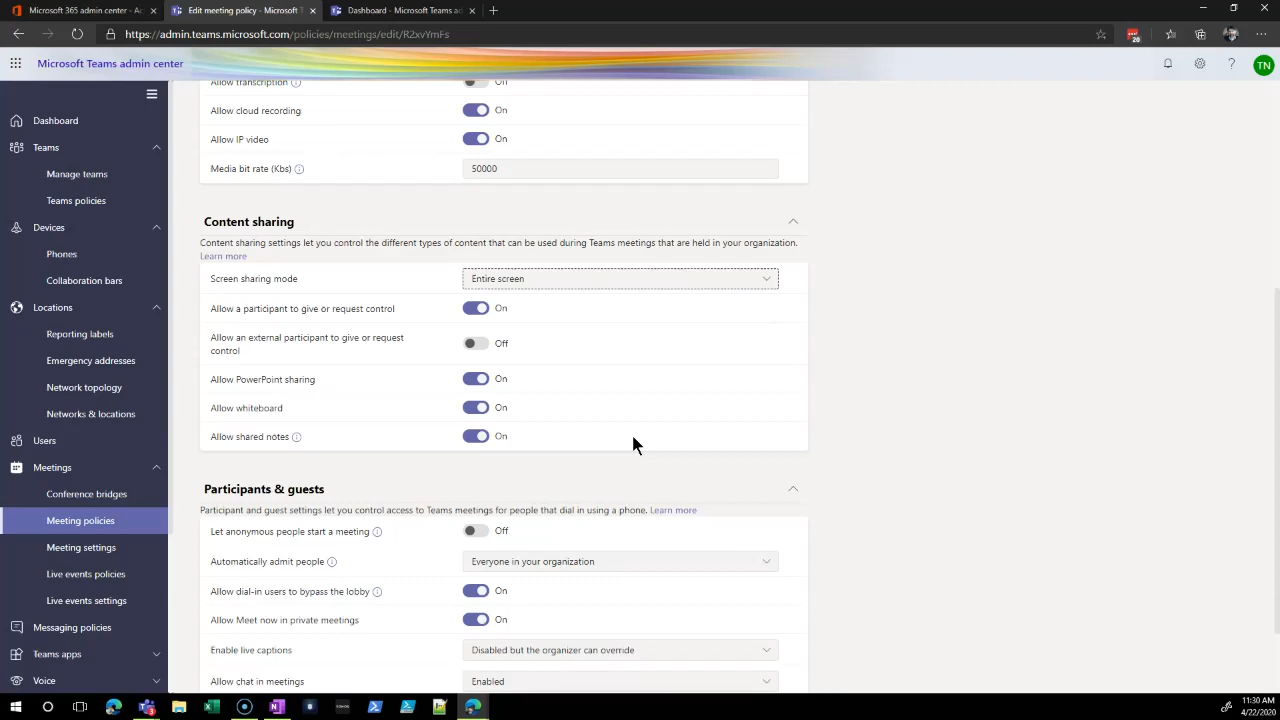 Microsoft 365 admin center - Ac
Edit meeting policy - Microsoft T
Dashboard - Microsoft Teams ad
https://admin.teams.microsoft.com/policies/meetings/edit/R2xvYmFs
20
Microsoft Teams admin center
TN
Dashboard
Teams
Manage teams
Teams policies
Devices
Phones
Collaboration bars
Locations
Reporting labels
Emergency addresses
Network topology
Networks & locations
Users
Meetings
Conference bridges
Meeting policies
Meeting settings
Live events policies
Live events settings
Messaging policies
Teams apps
Voice
Allow transcription Off
Allow cloud recording On
Allow IP video On
Media bit rate (Kbs) 50000
Content sharing
Content sharing settings let you control the different types of content that can be used during Teams meetings that are held in your organization.
Learn more
Screen sharing mode Entire screen
Allow a participant to give or request control On
Allow an external participant to give or request
control Off
Allow PowerPoint sharing On
Allow whiteboard On
Allow shared notes On
Participants & guests
Participant and guest settings let you control access to Teams meetings for people that dial in using a phone. Learn more
Let anonymous people start a meeting Off
Automatically admit people Everyone in your organization
Allow dial-in users to bypass the lobby On
Allow Meet now in private meetings On
Enable live captions Disabled but the organizer can override
Allow chat in meetings Enabled
11:30 AM
4/22/2020